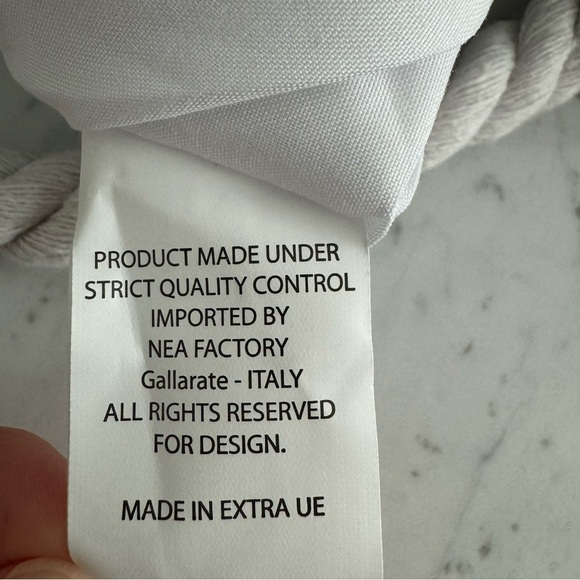 PRODUCT MADE UNDER
STRICT QUALITY CONTROL
IMPORTED BY
NEA FACTORY
Gallarate - ITALY
ALL RIGHTS RESERVED
FOR DESIGN.
MADE IN EXTRA UE